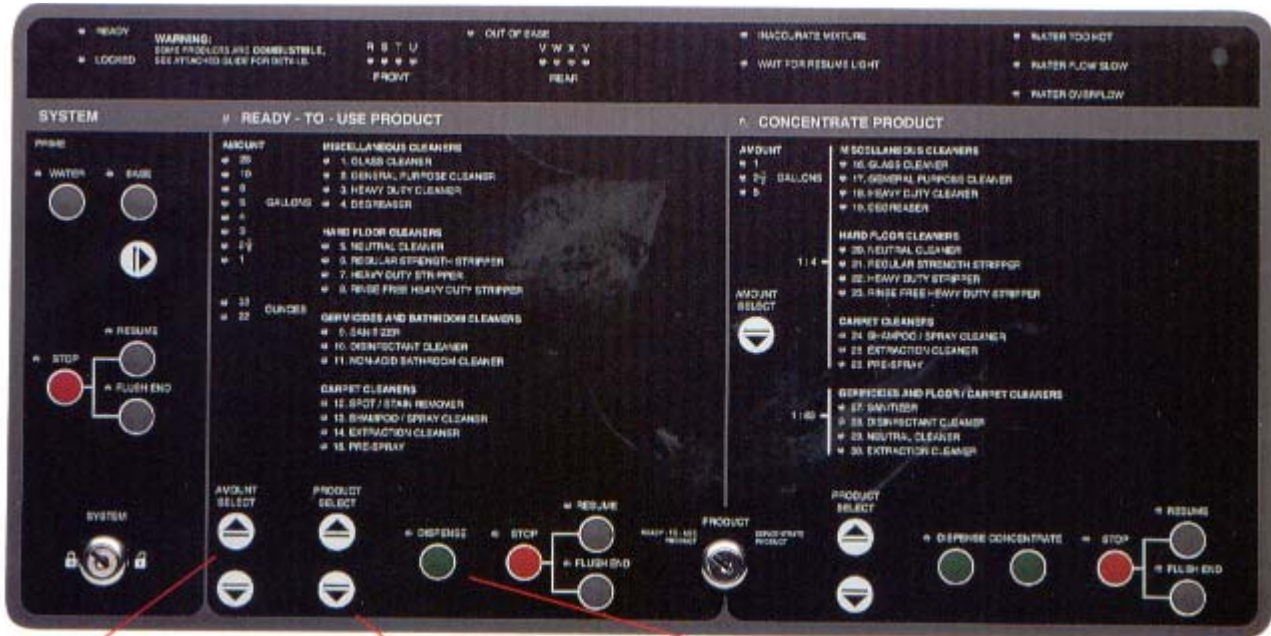 READY
LOCKED
WARNING:
SOME PRODUCTS ARE COMBUSTIBLE,
SEE ATTACHED GUIDE FOR DETAILS.
R S T U
FRONT
OUT OF BASE
V W X Y
REAR
INACCURATE MIXTURE
WAIT FOR RESUME LIGHT
WATER TOO HOT
WATER FLOW SLOW
WATER OVERFLOW
SYSTEM
PRIME
WATER
BASE
STOP
RESUME
FLUSH END
SYSTEM
READY - TO - USE PRODUCT
AMOUNT
GALLONS
5
4
3
2½
1
OUNCES
32
22
MISCELLANEOUS CLEANERS
1. GLASS CLEANER
2. GENERAL PURPOSE CLEANER
3. HEAVY DUTY CLEANER
4. DEGREASER
HARD FLOOR CLEANERS
5. NEUTRAL CLEANER
6. REGULAR STRENGTH STRIPPER
7. HEAVY DUTY STRIPPER
8. RINSE FREE HEAVY DUTY STRIPPER
GERMICIDES AND BATHROOM CLEANERS
9. SANITIZER
10. DISINFECTANT CLEANER
11. NON-ACID BATHROOM CLEANER
CARPET CLEANERS
12. SPOT / STAIN REMOVER
13. SHAMPOO / SPRAY CLEANER
14. EXTRACTION CLEANER
15. PRE-SPRAY
AMOUNT
SELECT
PRODUCT
SELECT
DISPENSE
STOP
RESUME
FLUSH END
PRODUCT
READY-TO-USE
PRODUCT
CONCENTRATE
PRODUCT
CONCENTRATE PRODUCT
AMOUNT
1
2½ GALLONS
5
AMOUNT
SELECT
1 / 4
MISCELLANEOUS CLEANERS
16. GLASS CLEANER
17. GENERAL PURPOSE CLEANER
18. HEAVY DUTY CLEANER
19. DEGREASER
HARD FLOOR CLEANERS
20. NEUTRAL CLEANER
21. REGULAR STRENGTH STRIPPER
22. HEAVY DUTY STRIPPER
23. RINSE FREE HEAVY DUTY STRIPPER
CARPET CLEANERS
24. SHAMPOO / SPRAY CLEANER
25. EXTRACTION CLEANER
PRE-SPRAY
GERMICIDES AND FLOOR / CARPET CLEANERS
27. SANITIZER
28. DISINFECTANT CLEANER
29. NEUTRAL CLEANER
30. EXTRACTION CLEANER
PRODUCT
SELECT
DISPENSE CONCENTRATE
STOP
RESUME
FLUSH END